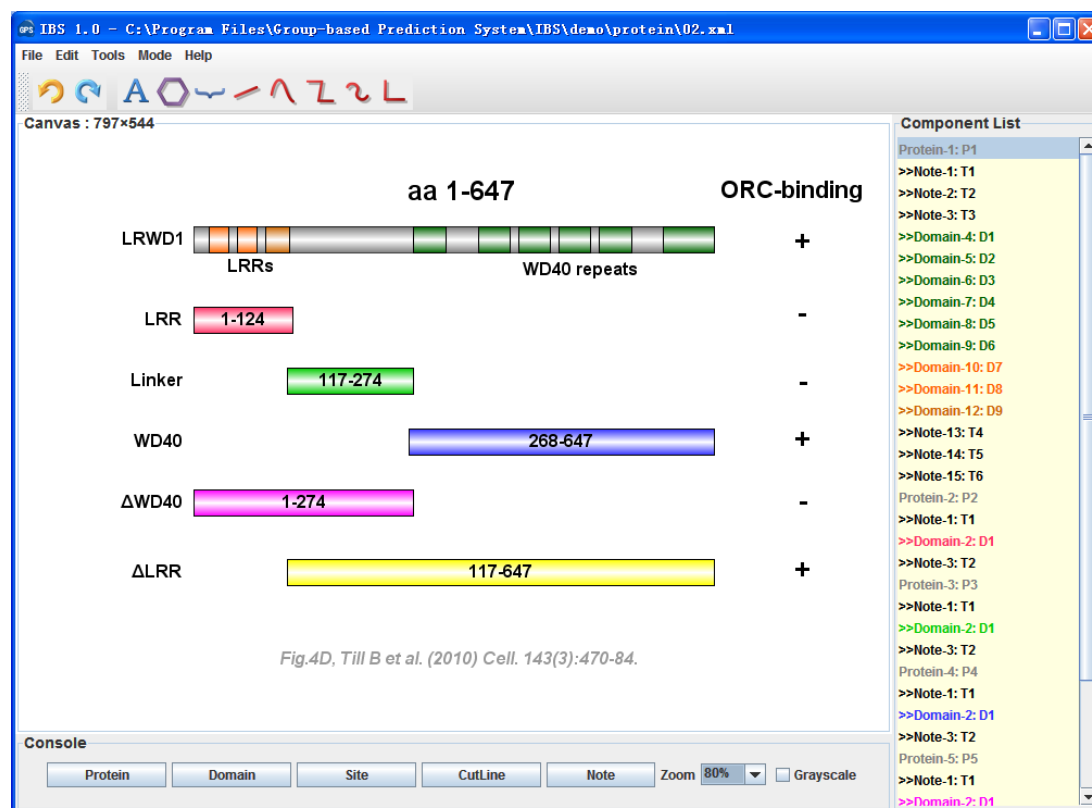 IBS 1.0 - C:\Program Files\Group-based Prediction System\IBS\demo\protein\02.xml
File Edit Tools Mode Help
A
Canvas : 797×544
aa 1-647 ORC-binding
LRWD1 +
LRRs WD40 repeats
LRR 1-124 -
Linker 117-274 -
WD40 268-647 +
ΔWD40 1-274 -
ΔLRR 117-647 +
Fig.4D, Till B et al. (2010) Cell. 143(3):470-84.
Component List
Protein-1: P1
>>Note-1: T1
>>Note-2: T2
>>Note-3: T3
>>Domain-4: D1
>>Domain-5: D2
>>Domain-6: D3
>>Domain-7: D4
>>Domain-8: D5
>>Domain-9: D6
>>Domain-10: D7
>>Domain-11: D8
>>Domain-12: D9
>>Note-13: T4
>>Note-14: T5
>>Note-15: T6
Protein-2: P2
>>Note-1: T1
>>Domain-2: D1
>>Note-3: T2
Protein-3: P3
>>Note-1: T1
>>Domain-2: D1
>>Note-3: T2
Protein-4: P4
>>Note-1: T1
>>Domain-2: D1
>>Note-3: T2
Protein-5: P5
>>Note-1: T1
>>Domain-2: D1
Console
Protein Domain Site CutLine Note Zoom 80% Grayscale